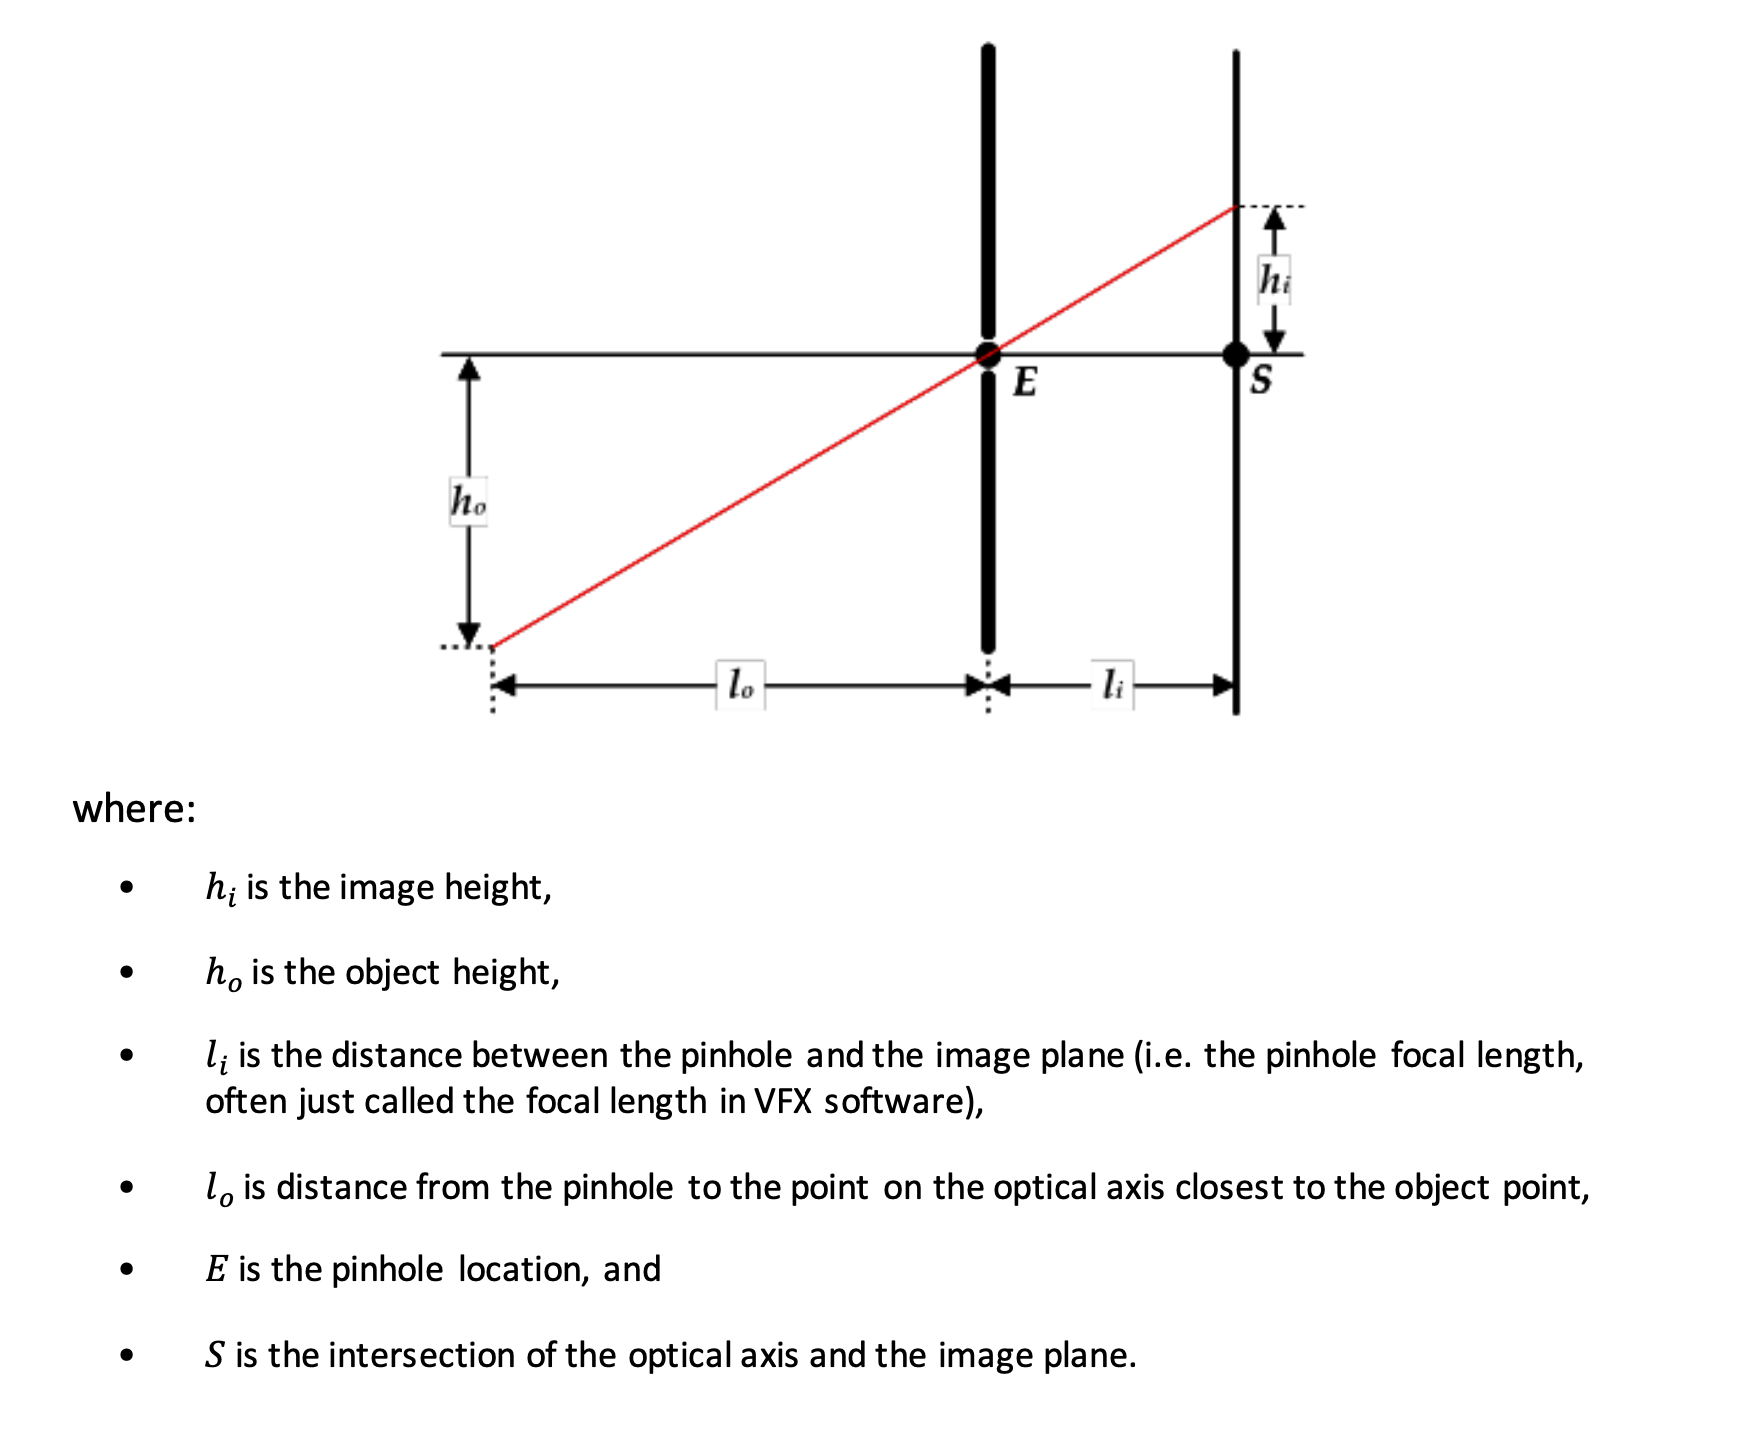 hᵢ
E
S
hₒ
lₒ
lᵢ
where:
• hᵢ is the image height,
• hₒ is the object height,
• lᵢ is the distance between the pinhole and the image plane (i.e. the pinhole focal length,
often just called the focal length in VFX software),
• lₒ is distance from the pinhole to the point on the optical axis closest to the object point,
• E is the pinhole location, and
• S is the intersection of the optical axis and the image plane.